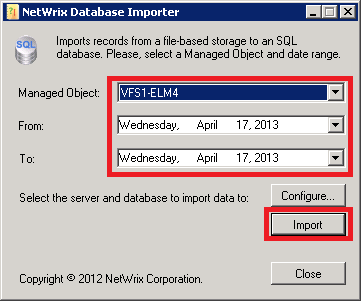 NetWrix Database Importer
SQL
Imports records from a file-based storage to an SQL
database. Please, select a Managed Object and date range.
Managed Object: VFS1-ELM4
From: Wednesday, April 17, 2013
To: Wednesday, April 17, 2013
Select the server and database to import data to: Configure...
Import
Copyright © 2012 NetWrix Corporation. Close